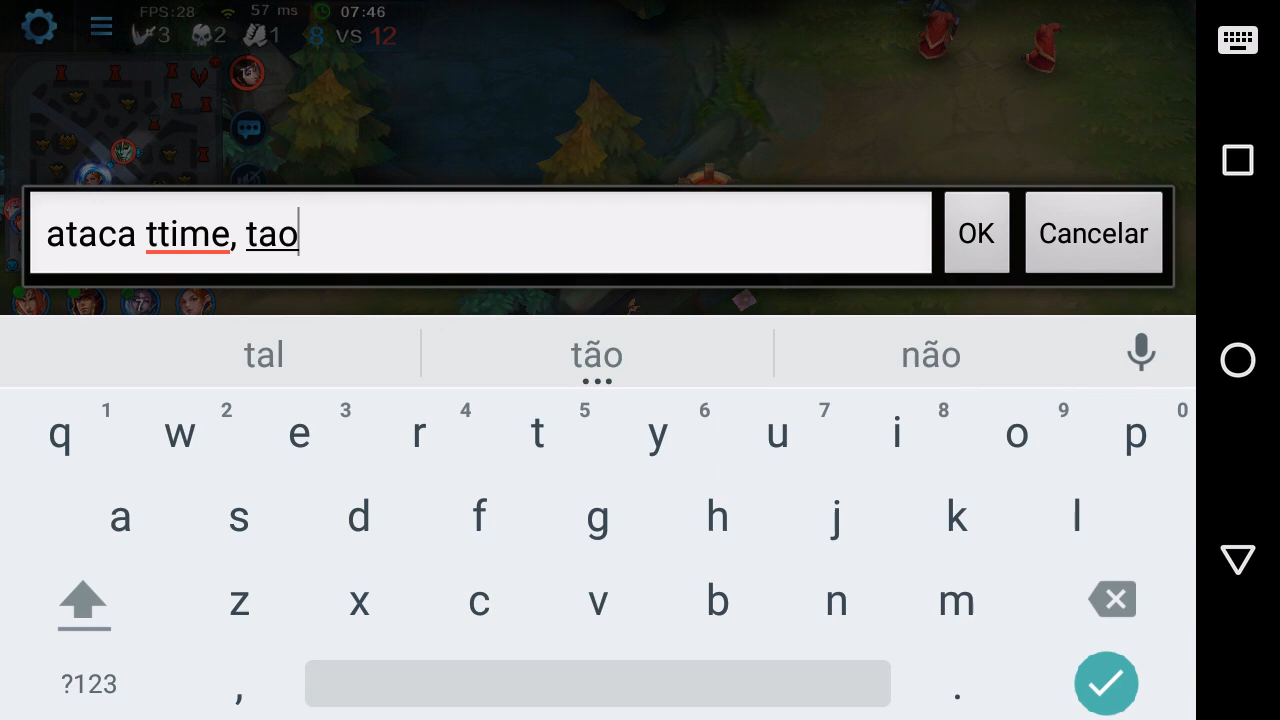 FPS:28 57 ms 07:46
3 2 1 8 vs 12
ataca ttime, tao OK Cancelar
tal tão não
1 2 3 4 5 6 7 8 9 0
q w e r t y u i o p
a s d f g h j k l
z x c v b n m
?123 , .